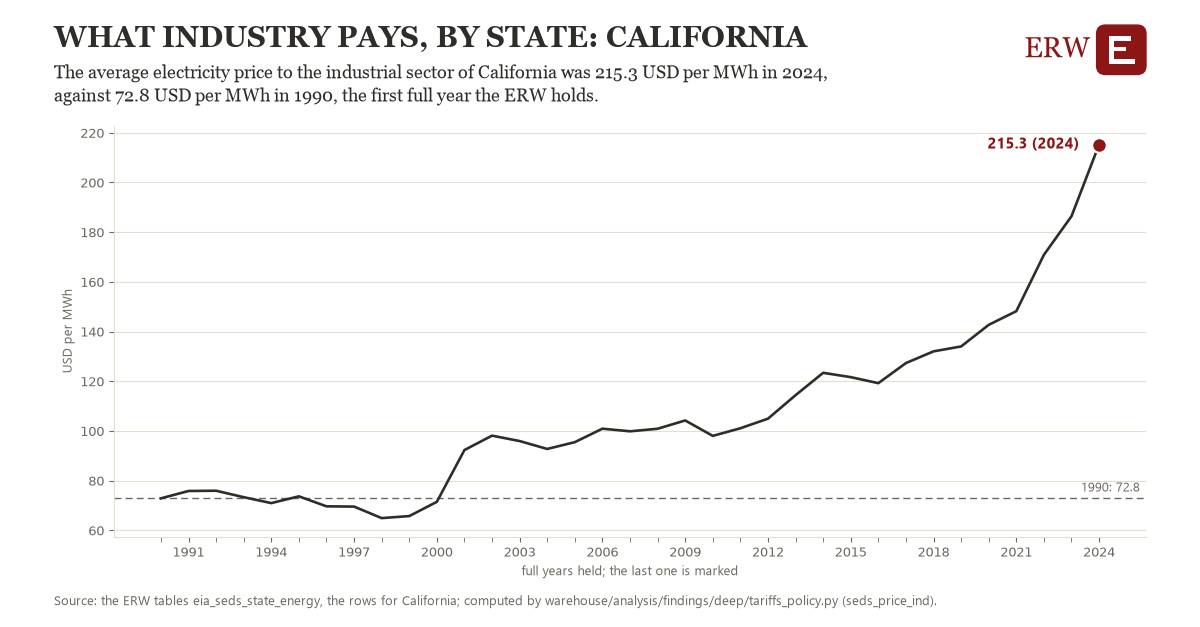 WHAT INDUSTRY PAYS, BY STATE: CALIFORNIA
The average electricity price to the industrial sector of California was 215.3 USD per MWh in 2024,
against 72.8 USD per MWh in 1990, the first full year the ERW holds.
ERW E
220
200
180
160
140
120
100
80
60
USD per MWh
215.3 (2024)
1990: 72.8
1991 1994 1997 2000 2003 2006 2009 2012 2015 2018 2021 2024
full years held; the last one is marked
Source: the ERW tables eia_seds_state_energy, the rows for California; computed by warehouse/analysis/findings/deep/tariffs_policy.py (seds_price_ind).